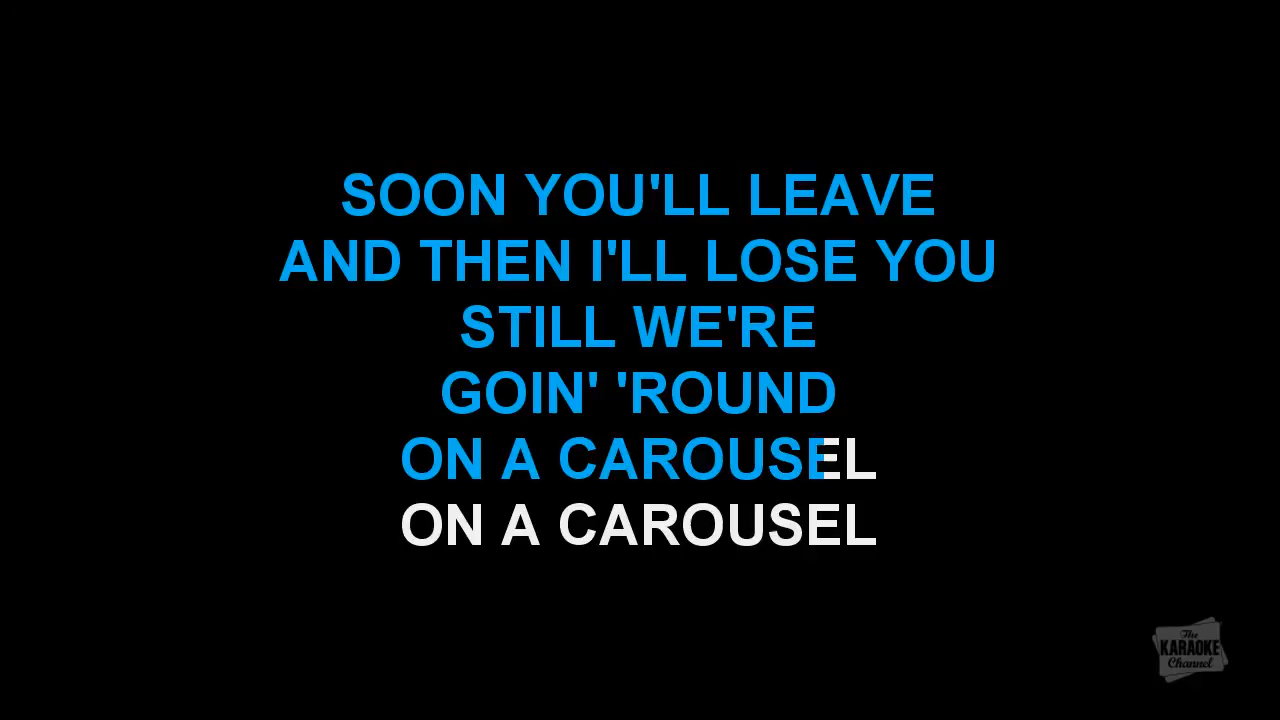 SOON YOU'LL LEAVE
AND THEN I'LL LOSE YOU
STILL WE'RE
GOIN' 'ROUND
ON A CAROUSEL
ON A CAROUSEL
The
KARAOKE
Channel